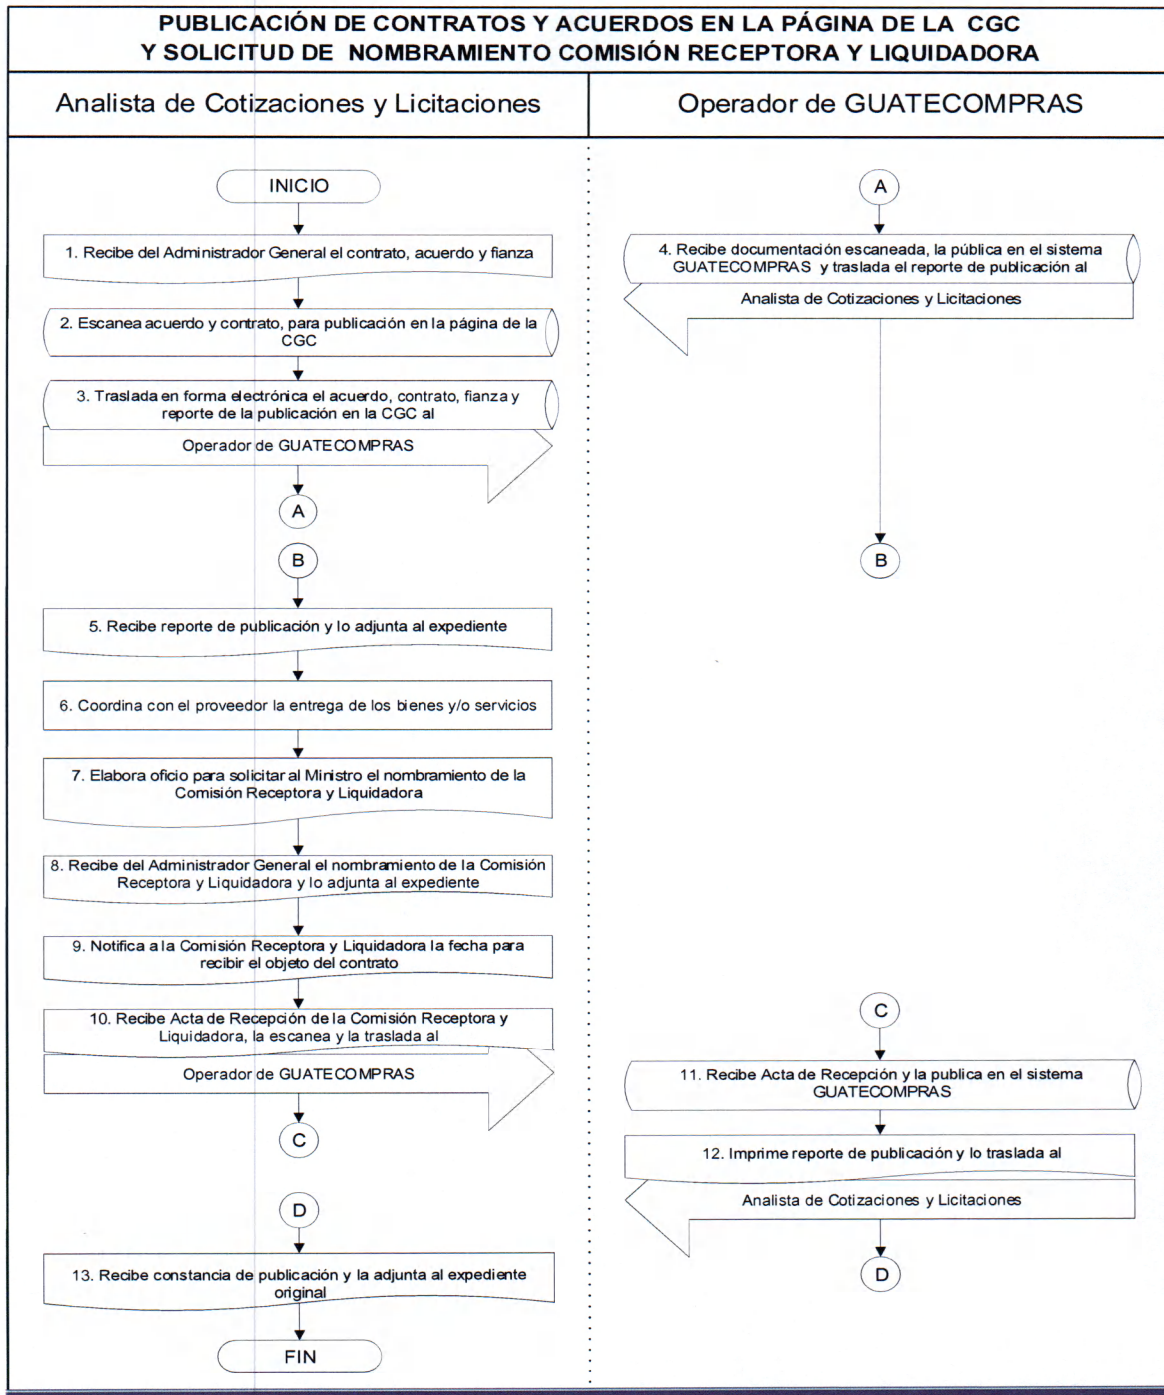 PUBLICACIÓN DE CONTRATOS Y ACUERDOS EN LA PÁGINA DE LA CGC
Y SOLICITUD DE NOMBRAMIENTO COMISIÓN RECEPTORA Y LIQUIDADORA
Analista de Cotizaciones y Licitaciones
Operador de GUATECOMPRAS
INICIO
1. Recibe del Administrador General el contrato, acuerdo y fianza
2. Escanea acuerdo y contrato, para publicación en la página de la
CGC
3. Traslada en forma electrónica el acuerdo, contrato, fianza y
reporte de la publicación en la CGC al
Operador de GUATECOMPRAS
A
A
4. Recibe documentación escaneada, la pública en el sistema
GUATECOMPRAS y traslada el reporte de publicación al
Analista de Cotizaciones y Licitaciones
B
B
5. Recibe reporte de publicación y lo adjunta al expediente
6. Coordina con el proveedor la entrega de los bienes y/o servicios
7. Elabora oficio para solicitar al Ministro el nombramiento de la
Comisión Receptora y Liquidadora
8. Recibe del Administrador General el nombramiento de la Comisión
Receptora y Liquidadora y lo adjunta al expediente
9. Notifica a la Comisión Receptora y Liquidadora la fecha para
recibir el objeto del contrato
10. Recibe Acta de Recepción de la Comisión Receptora y
Liquidadora, la escanea y la traslada al
Operador de GUATECOMPRAS
C
C
11. Recibe Acta de Recepción y la publica en el sistema
GUATECOMPRAS
12. Imprime reporte de publicación y lo traslada al
Analista de Cotizaciones y Licitaciones
D
D
13. Recibe constancia de publicación y la adjunta al expediente
original
FIN